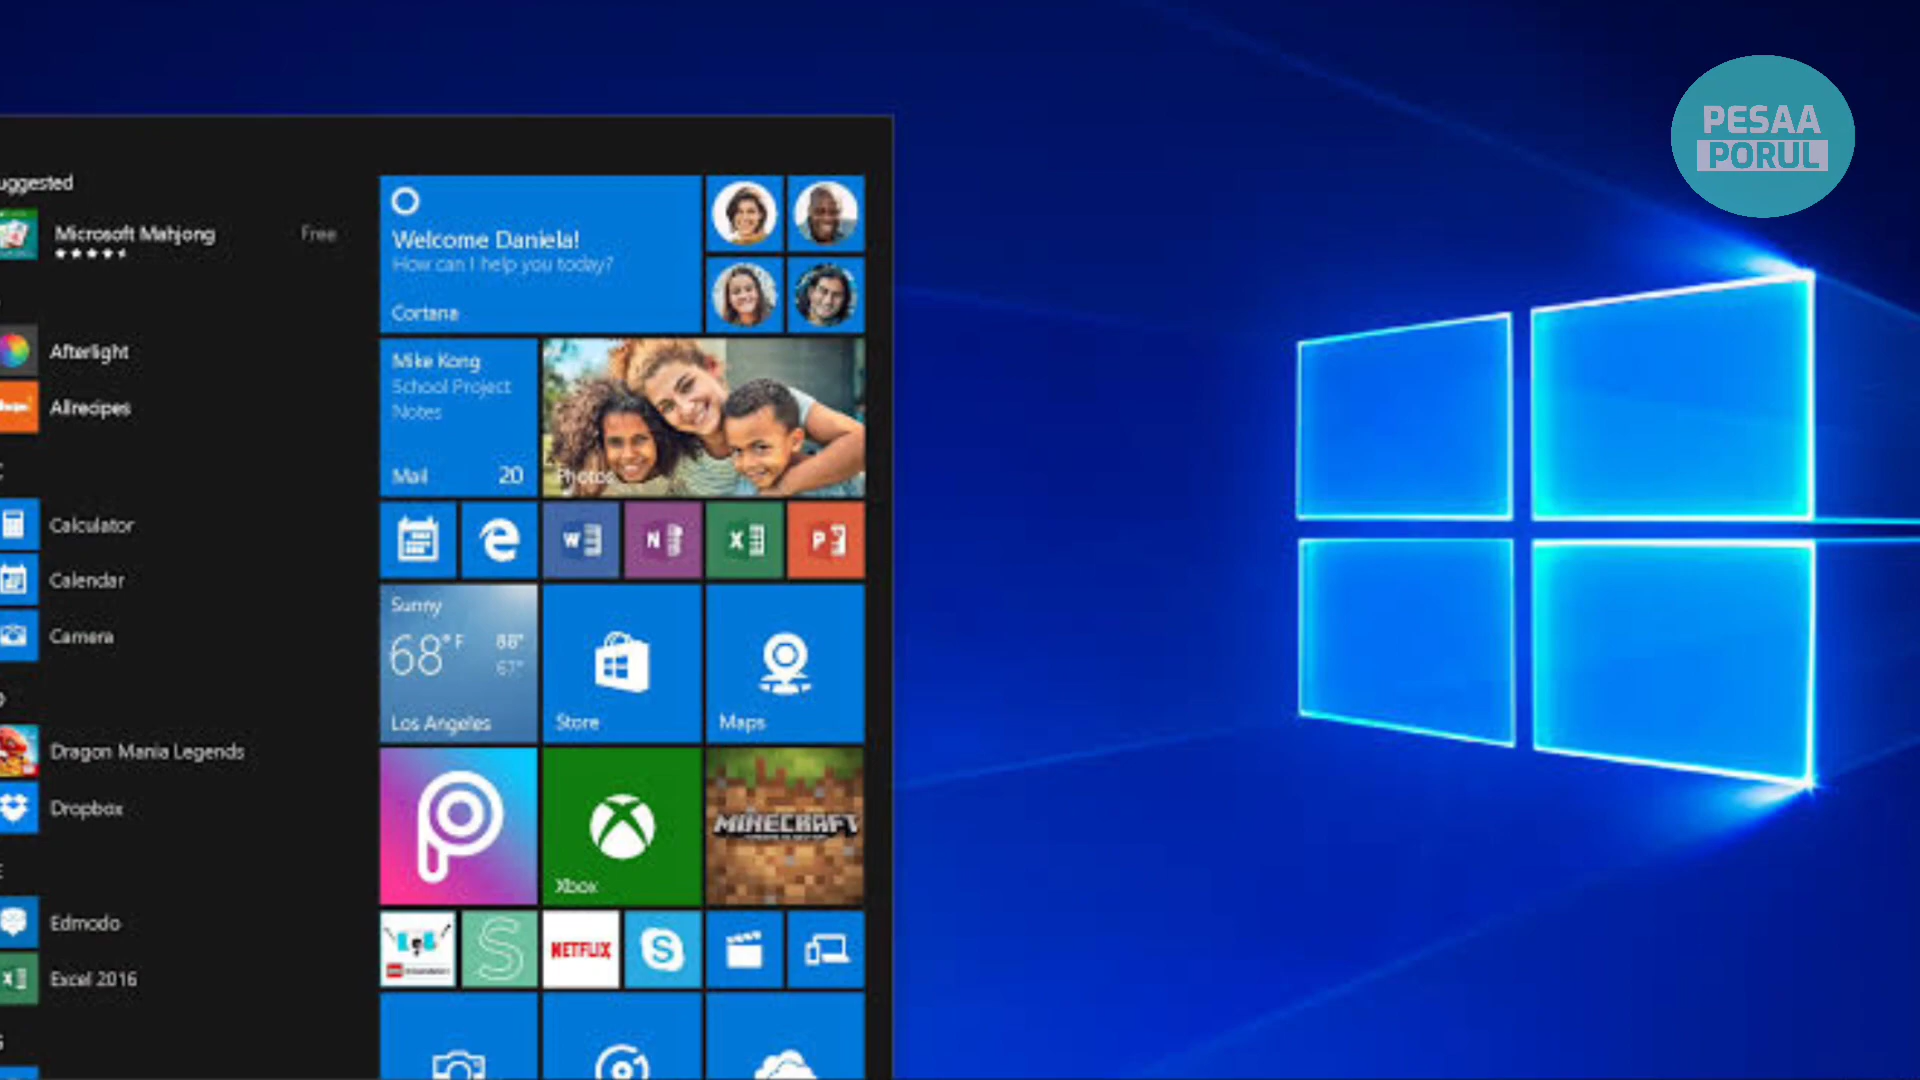 PESAA
PORUL
uggested
Microsoft Mahjong
Free
Afterlight
Allrecipes
Calculator
Calendar
Camera
Dragon Mania Legends
Dropbox
E
Edmodo
Excel 2016
Welcome Daniela!
How can I help you today?
Cortana
Mike Kong
School Project
Notes
Mail 20
Photos
W N X P
Sunny
68°F 88°
67°
Los Angeles
Store
Maps
Xbox
MINECRAFT
NETFLIX
S